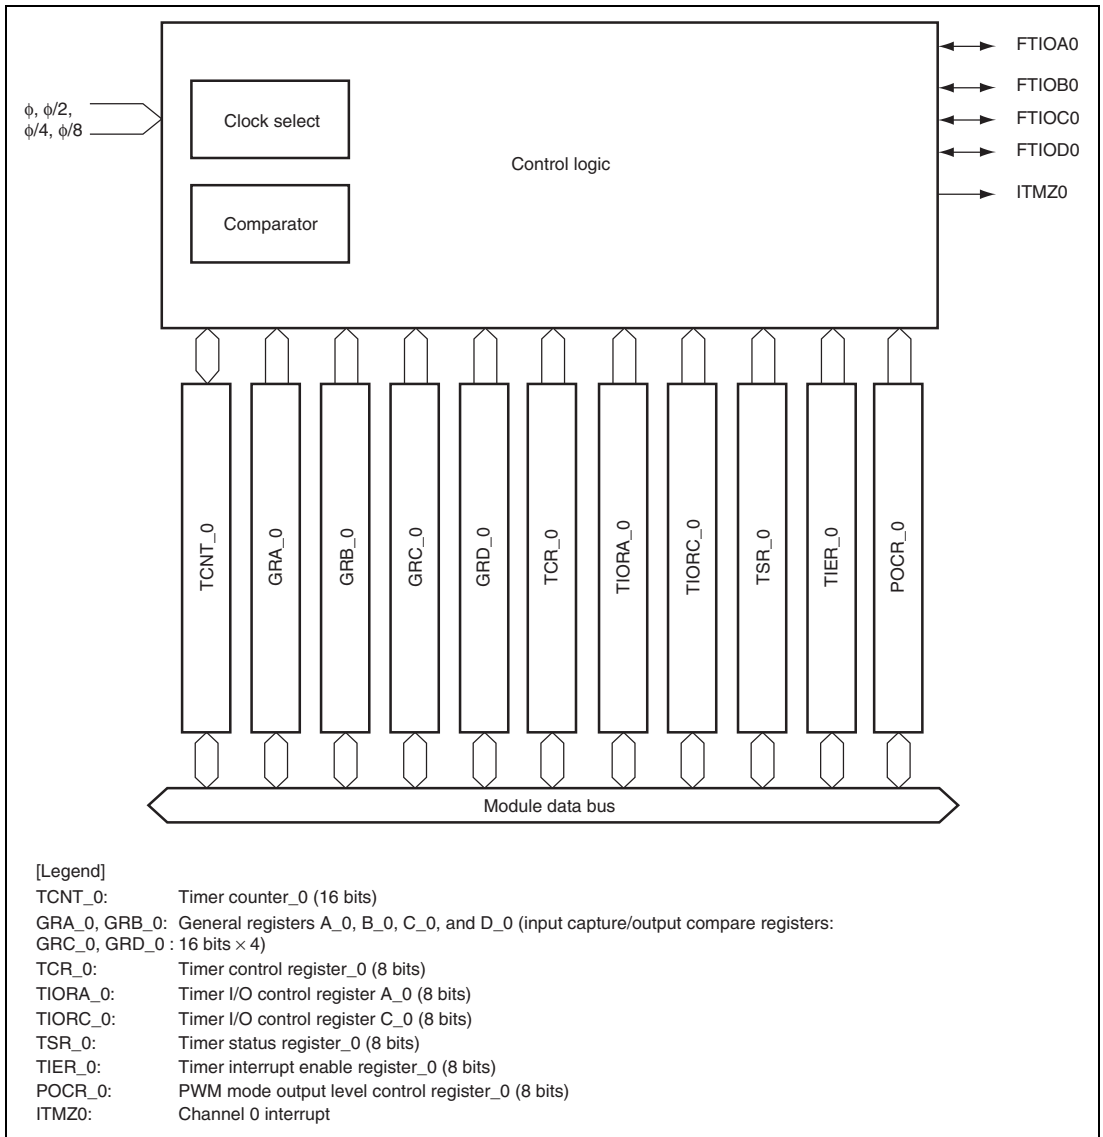 FTIOA0
φ, φ/2,
φ/4, φ/8
Clock select
FTIOB0
FTIOC0
FTIOD0
Control logic
ITMZ0
Comparator
TCNT_0
GRA_0
GRB_0
GRC_0
GRD_0
TCR_0
TIORA_0
TIORC_0
TSR_0
TIER_0
POCR_0
Module data bus
[Legend]
TCNT_0: Timer counter_0 (16 bits)
GRA_0, GRB_0: General registers A_0, B_0, C_0, and D_0 (input capture/output compare registers:
GRC_0, GRD_0 : 16 bits × 4)
TCR_0: Timer control register_0 (8 bits)
TIORA_0: Timer I/O control register A_0 (8 bits)
TIORC_0: Timer I/O control register C_0 (8 bits)
TSR_0: Timer status register_0 (8 bits)
TIER_0: Timer interrupt enable register_0 (8 bits)
POCR_0: PWM mode output level control register_0 (8 bits)
ITMZ0: Channel 0 interrupt